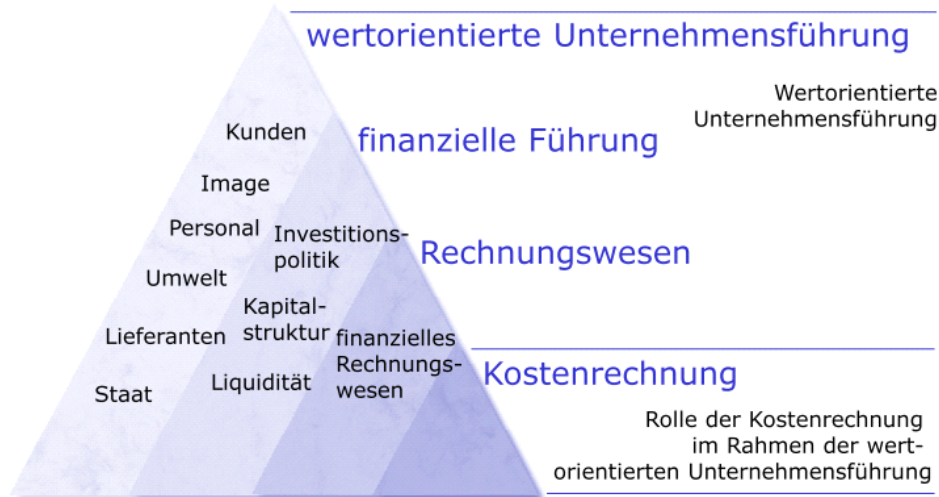 wertorientierte Unternehmensführung
Wertorientierte
Unternehmensführung
Kunden
finanzielle Führung
Image
Personal
Investitions-
politik
Rechnungswesen
Umwelt
Kapital-
struktur
Lieferanten
finanzielles
Rechnungs-
wesen
Liquidität
Staat
Kostenrechnung
Rolle der Kostenrechnung
im Rahmen der wert-
orientierten Unternehmensführung